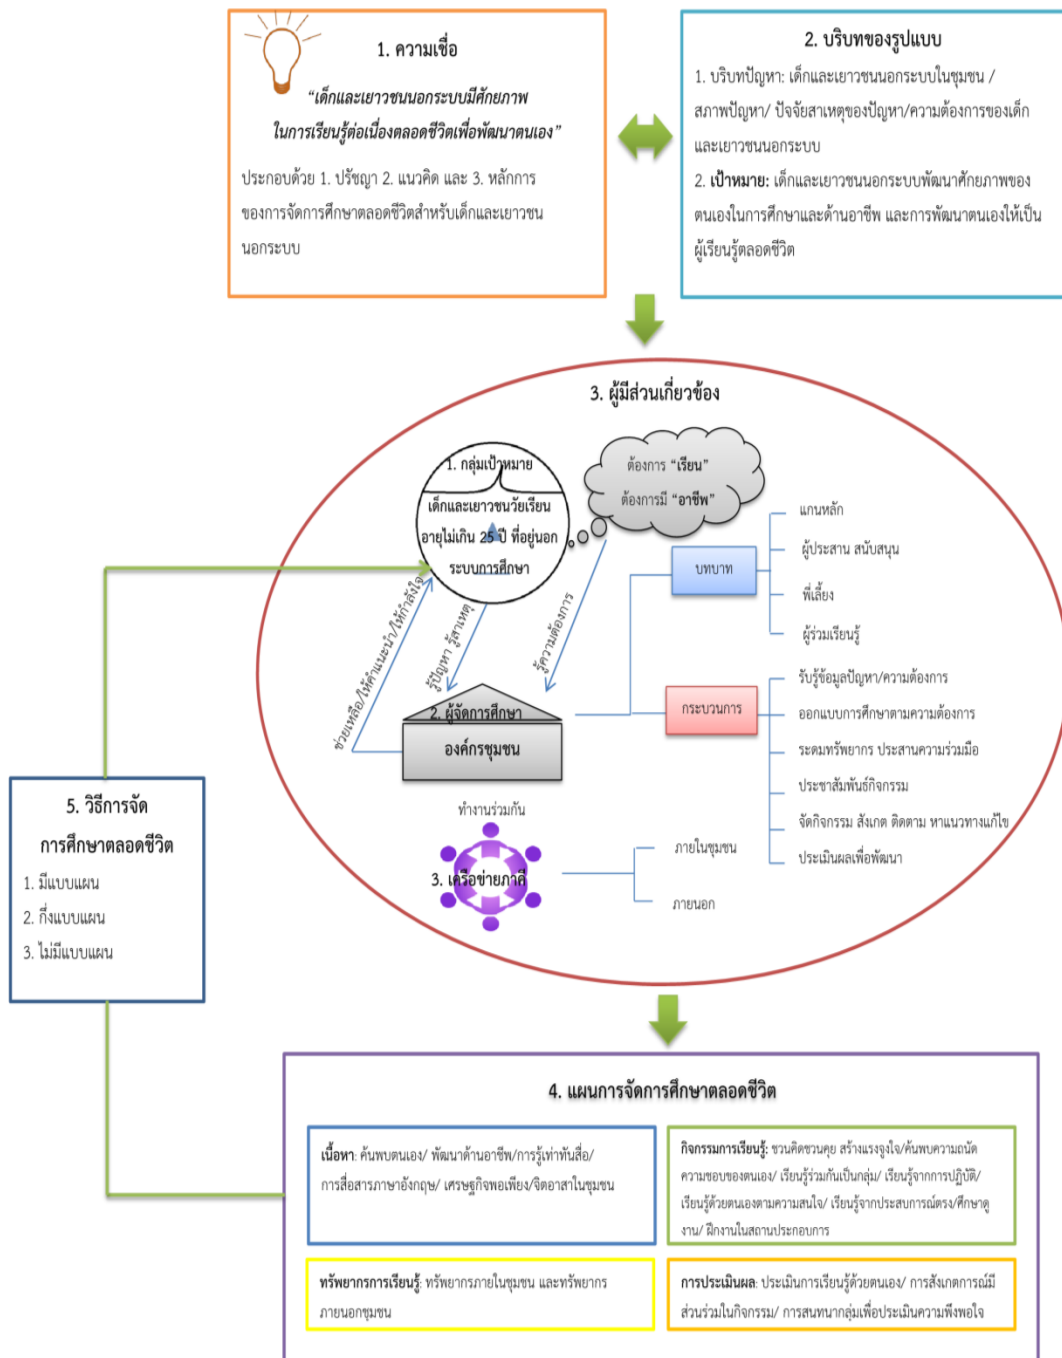 1. ความเชื่อ
“เด็กและเยาวชนนอกระบบมีศักยภาพ
ในการเรียนรู้ต่อเนื่องตลอดชีวิตเพื่อพัฒนาตนเอง”
ประกอบด้วย 1. ปรัชญา 2. แนวคิด และ 3. หลักการ
ของการจัดการศึกษาตลอดชีวิตสำหรับเด็กและเยาวชน
นอกระบบ
2. บริบทของรูปแบบ
1. บริบทปัญหา: เด็กและเยาวชนนอกระบบในชุมชน /
สภาพปัญหา/ ปัจจัยสาเหตุของปัญหา/ความต้องการของเด็ก
และเยาวชนนอกระบบ
2. เป้าหมาย: เด็กและเยาวชนนอกระบบพัฒนาศักยภาพของ
ตนเองในการศึกษาและด้านอาชีพ และการพัฒนาตนเองให้เป็น
ผู้เรียนรู้ตลอดชีวิต
3. ผู้มีส่วนเกี่ยวข้อง
1. กลุ่มเป้าหมาย
เด็กและเยาวชนวัยเรียน
อายุไม่เกิน 25 ปี ที่อยู่นอก
ระบบการศึกษา
ต้องการ “เรียน”
ต้องการมี “อาชีพ”
ช่วยเหลือ/ให้คำแนะนำ/ให้กำลังใจ
รู้ปัญหา รู้สาเหตุ
รู้ความต้องการ
2. ผู้จัดการศึกษา
องค์กรชุมชน
บทบาท
แกนหลัก
ผู้ประสาน สนับสนุน
พี่เลี้ยง
ผู้ร่วมเรียนรู้
กระบวนการ
รับรู้ข้อมูลปัญหา/ความต้องการ
ออกแบบการศึกษาตามความต้องการ
ระดมทรัพยากร ประสานความร่วมมือ
ประชาสัมพันธ์กิจกรรม
จัดกิจกรรม สังเกต ติดตาม หาแนวทางแก้ไข
ประเมินผลเพื่อพัฒนา
ทำงานร่วมกัน
3. เครือข่ายภาคี
ภายในชุมชน
ภายนอก
5. วิธีการจัด
การศึกษาตลอดชีวิต
1. มีแบบแผน
2. กึ่งแบบแผน
3. ไม่มีแบบแผน
4. แผนการจัดการศึกษาตลอดชีวิต
เนื้อหา: ค้นพบตนเอง/ พัฒนาด้านอาชีพ/การรู้เท่าทันสื่อ/
การสื่อสารภาษาอังกฤษ/ เศรษฐกิจพอเพียง/จิตอาสาในชุมชน
กิจกรรมการเรียนรู้: ชวนคิดชวนคุย สร้างแรงจูงใจ/ค้นพบความถนัด
ความชอบของตนเอง/ เรียนรู้ร่วมกันเป็นกลุ่ม/ เรียนรู้จากการปฏิบัติ/
เรียนรู้ด้วยตนเองตามความสนใจ/ เรียนรู้จากประสบการณ์ตรง/ศึกษาดู
งาน/ ฝึกงานในสถานประกอบการ
ทรัพยากรการเรียนรู้: ทรัพยากรภายในชุมชน และทรัพยากร
ภายนอกชุมชน
การประเมินผล: ประเมินการเรียนรู้ด้วยตนเอง/ การสังเกตการณ์มี
ส่วนร่วมในกิจกรรม/ การสนทนากลุ่มเพื่อประเมินความพึงพอใจ